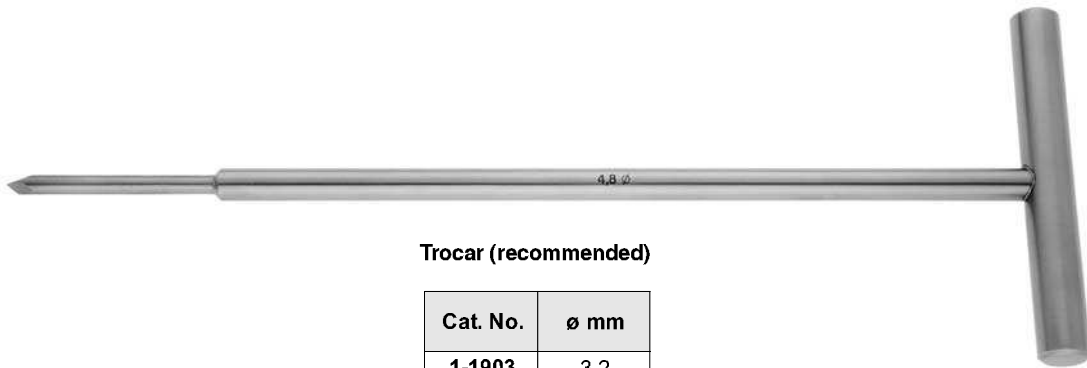 4,8 Ø
Trocar (recommended)
Cat. No. ø mm
1-1903 3,2